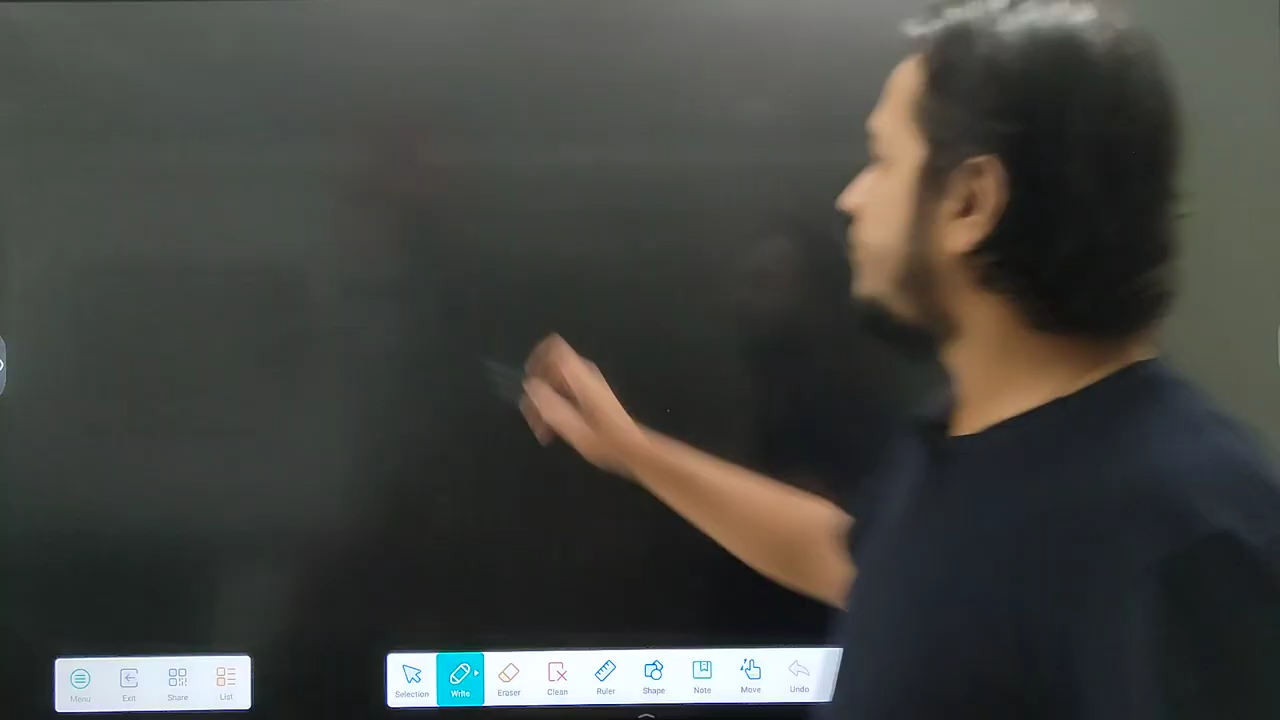 Menu Exit Share List
Selection Write Eraser Clean Ruler Shape Note Move Undo